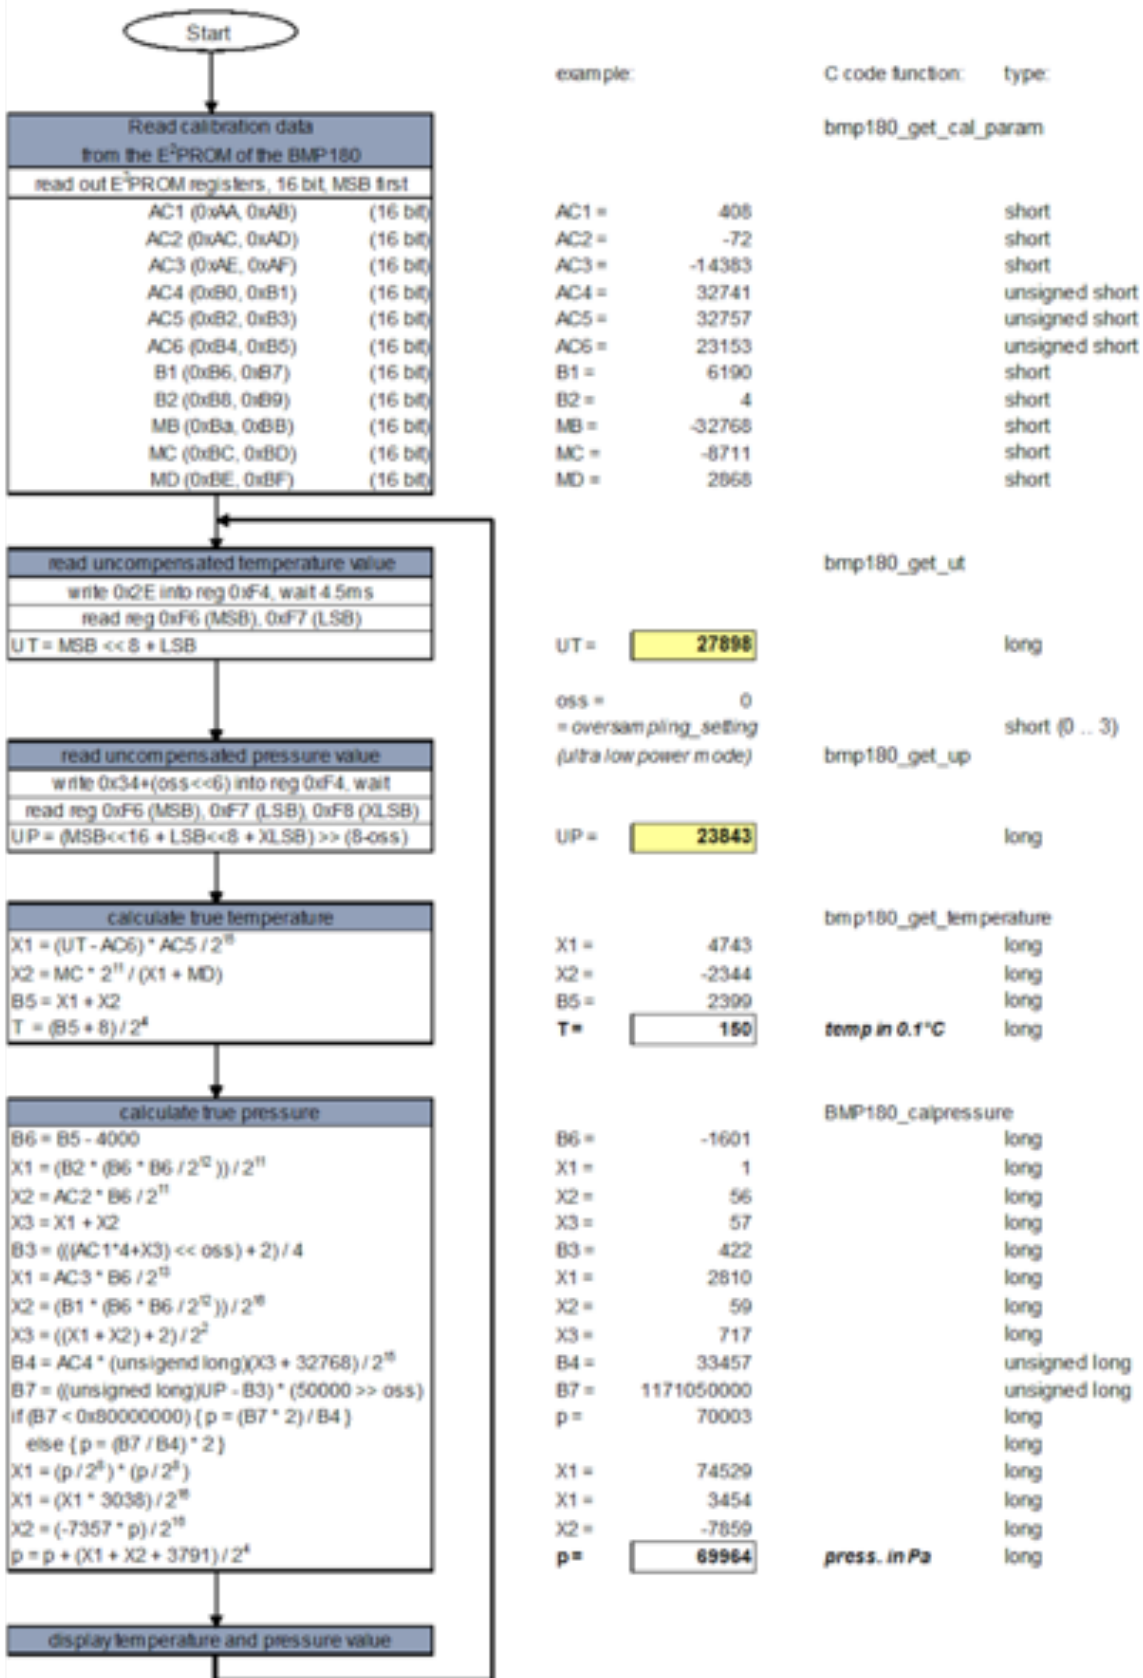 Start
example: C code function: type:
Read calibration data bmp180_get_cal_param
from the E²PROM of the BMP180
read out E²PROM registers, 16 bit, MSB first
AC1 (0xAA, 0xAB) (16 bit) AC1 = 408 short
AC2 (0xAC, 0xAD) (16 bit) AC2 = -72 short
AC3 (0xAE, 0xAF) (16 bit) AC3 = -14383 short
AC4 (0xB0, 0xB1) (16 bit) AC4 = 32741 unsigned short
AC5 (0xB2, 0xB3) (16 bit) AC5 = 32757 unsigned short
AC6 (0xB4, 0xB5) (16 bit) AC6 = 23153 unsigned short
B1 (0xB6, 0xB7) (16 bit) B1 = 6190 short
B2 (0xB8, 0xB9) (16 bit) B2 = 4 short
MB (0xBa, 0xBB) (16 bit) MB = -32768 short
MC (0xBC, 0xBD) (16 bit) MC = -8711 short
MD (0xBE, 0xBF) (16 bit) MD = 2868 short
read uncompensated temperature value bmp180_get_ut
write 0x2E into reg 0xF4, wait 4.5ms
read reg 0xF6 (MSB), 0xF7 (LSB)
UT = MSB << 8 + LSB UT = 27898 long
oss = 0
= oversampling_setting short (0 .. 3)
read uncompensated pressure value (ultra low power mode) bmp180_get_up
write 0x34+(oss<<6) into reg 0xF4, wait
read reg 0xF6 (MSB), 0xF7 (LSB), 0xF8 (XLSB)
UP = (MSB<<16 + LSB<<8 + XLSB) >> (8-oss) UP = 23843 long
calculate true temperature bmp180_get_temperature
X1 = (UT - AC6) * AC5 / 2¹⁵ X1 = 4743 long
X2 = MC * 2¹¹ / (X1 + MD) X2 = -2344 long
B5 = X1 + X2 B5 = 2399 long
T = (B5 + 8) / 2⁴ T = 150 temp in 0.1°C long
calculate true pressure BMP180_calpressure
B6 = B5 - 4000 B6 = -1601 long
X1 = (B2 * (B6 * B6 / 2¹² )) / 2¹¹ X1 = 1 long
X2 = AC2 * B6 / 2¹¹ X2 = 56 long
X3 = X1 + X2 X3 = 57 long
B3 = (((AC1*4+X3) << oss) + 2) / 4 B3 = 422 long
X1 = AC3 * B6 / 2¹³ X1 = 2810 long
X2 = (B1 * (B6 * B6 / 2¹² )) / 2¹⁶ X2 = 59 long
X3 = ((X1 + X2) + 2) / 2² X3 = 717 long
B4 = AC4 * (unsigend long)(X3 + 32768) / 2¹⁵ B4 = 33457 unsigned long
B7 = ((unsigned long)UP - B3) * (50000 >> oss) B7 = 1171050000 unsigned long
if (B7 < 0x80000000) { p = (B7 * 2) / B4 } p = 70003 long
else { p = (B7 / B4) * 2 } long
X1 = (p / 2⁸ ) * (p / 2⁸ ) X1 = 74529 long
X1 = (X1 * 3038) / 2¹⁶ X1 = 3454 long
X2 = (-7357 * p) / 2¹⁶ X2 = -7859 long
p = p + (X1 + X2 + 3791) / 2⁴ p = 69964 press. in Pa long
display temperature and pressure value